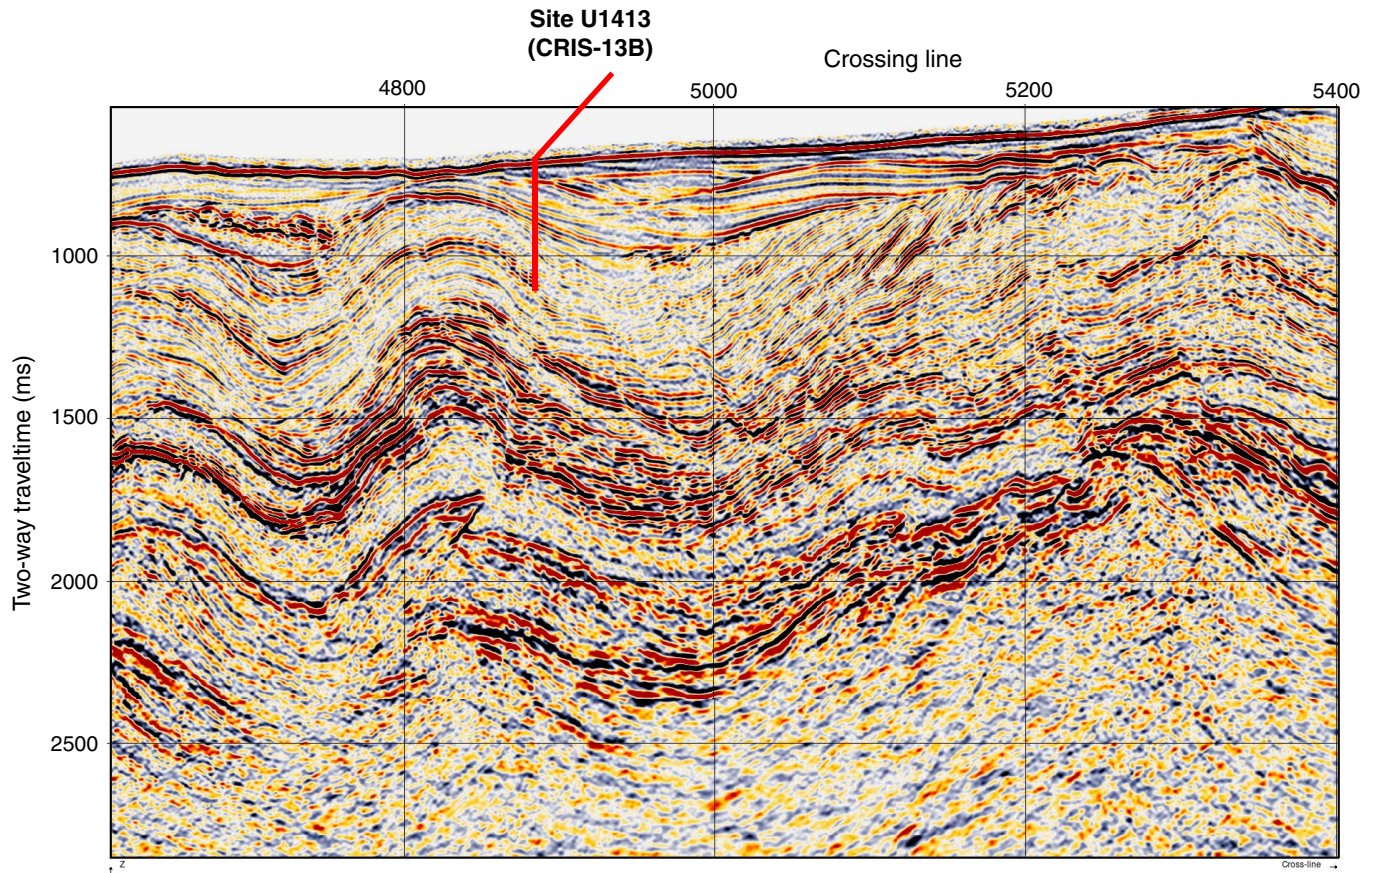 Site U1413
(CRIS-13B)
Crossing line
4800
5000
5200
5400
Two-way traveltime (ms)
1000
1500
2000
2500
Z
Cross-line